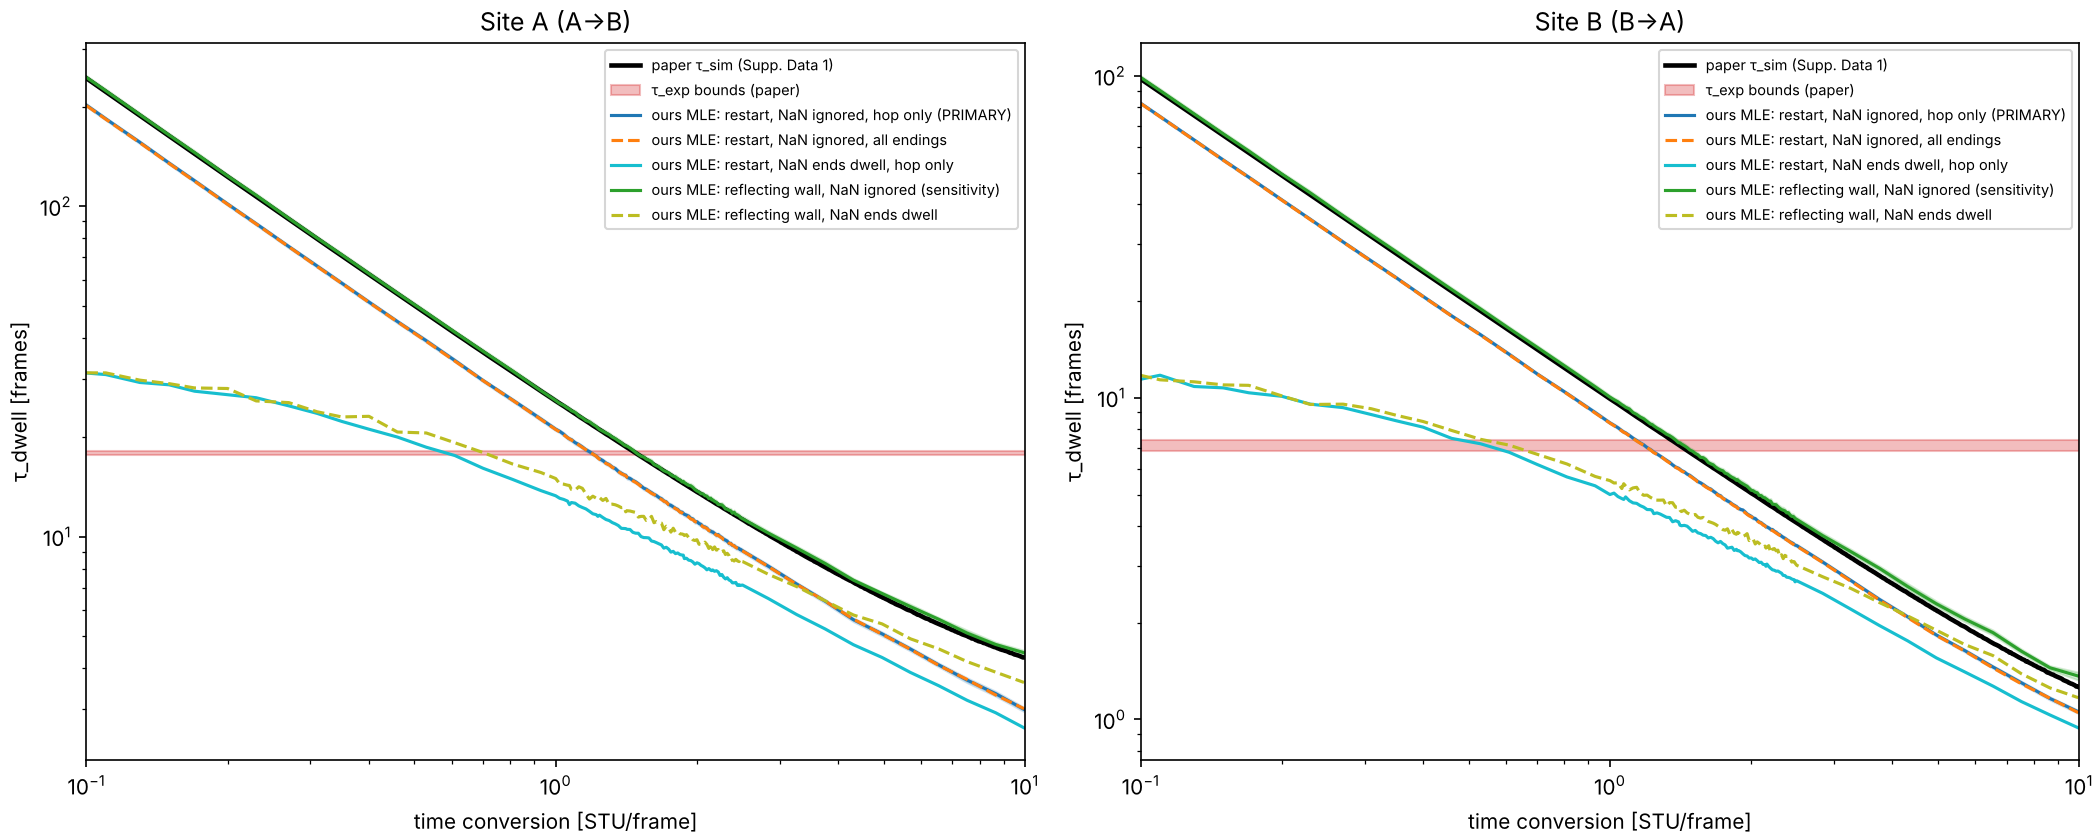 Site A (A→B)
τ_dwell [frames]
10²
10¹
paper τ_sim (Supp. Data 1)
τ_exp bounds (paper)
ours MLE: restart, NaN ignored, hop only (PRIMARY)
ours MLE: restart, NaN ignored, all endings
ours MLE: restart, NaN ends dwell, hop only
ours MLE: reflecting wall, NaN ignored (sensitivity)
ours MLE: reflecting wall, NaN ends dwell
10⁻¹
10⁰
10¹
time conversion [STU/frame]
Site B (B→A)
τ_dwell [frames]
10²
10¹
10⁰
paper τ_sim (Supp. Data 1)
τ_exp bounds (paper)
ours MLE: restart, NaN ignored, hop only (PRIMARY)
ours MLE: restart, NaN ignored, all endings
ours MLE: restart, NaN ends dwell, hop only
ours MLE: reflecting wall, NaN ignored (sensitivity)
ours MLE: reflecting wall, NaN ends dwell
10⁻¹
10⁰
10¹
time conversion [STU/frame]